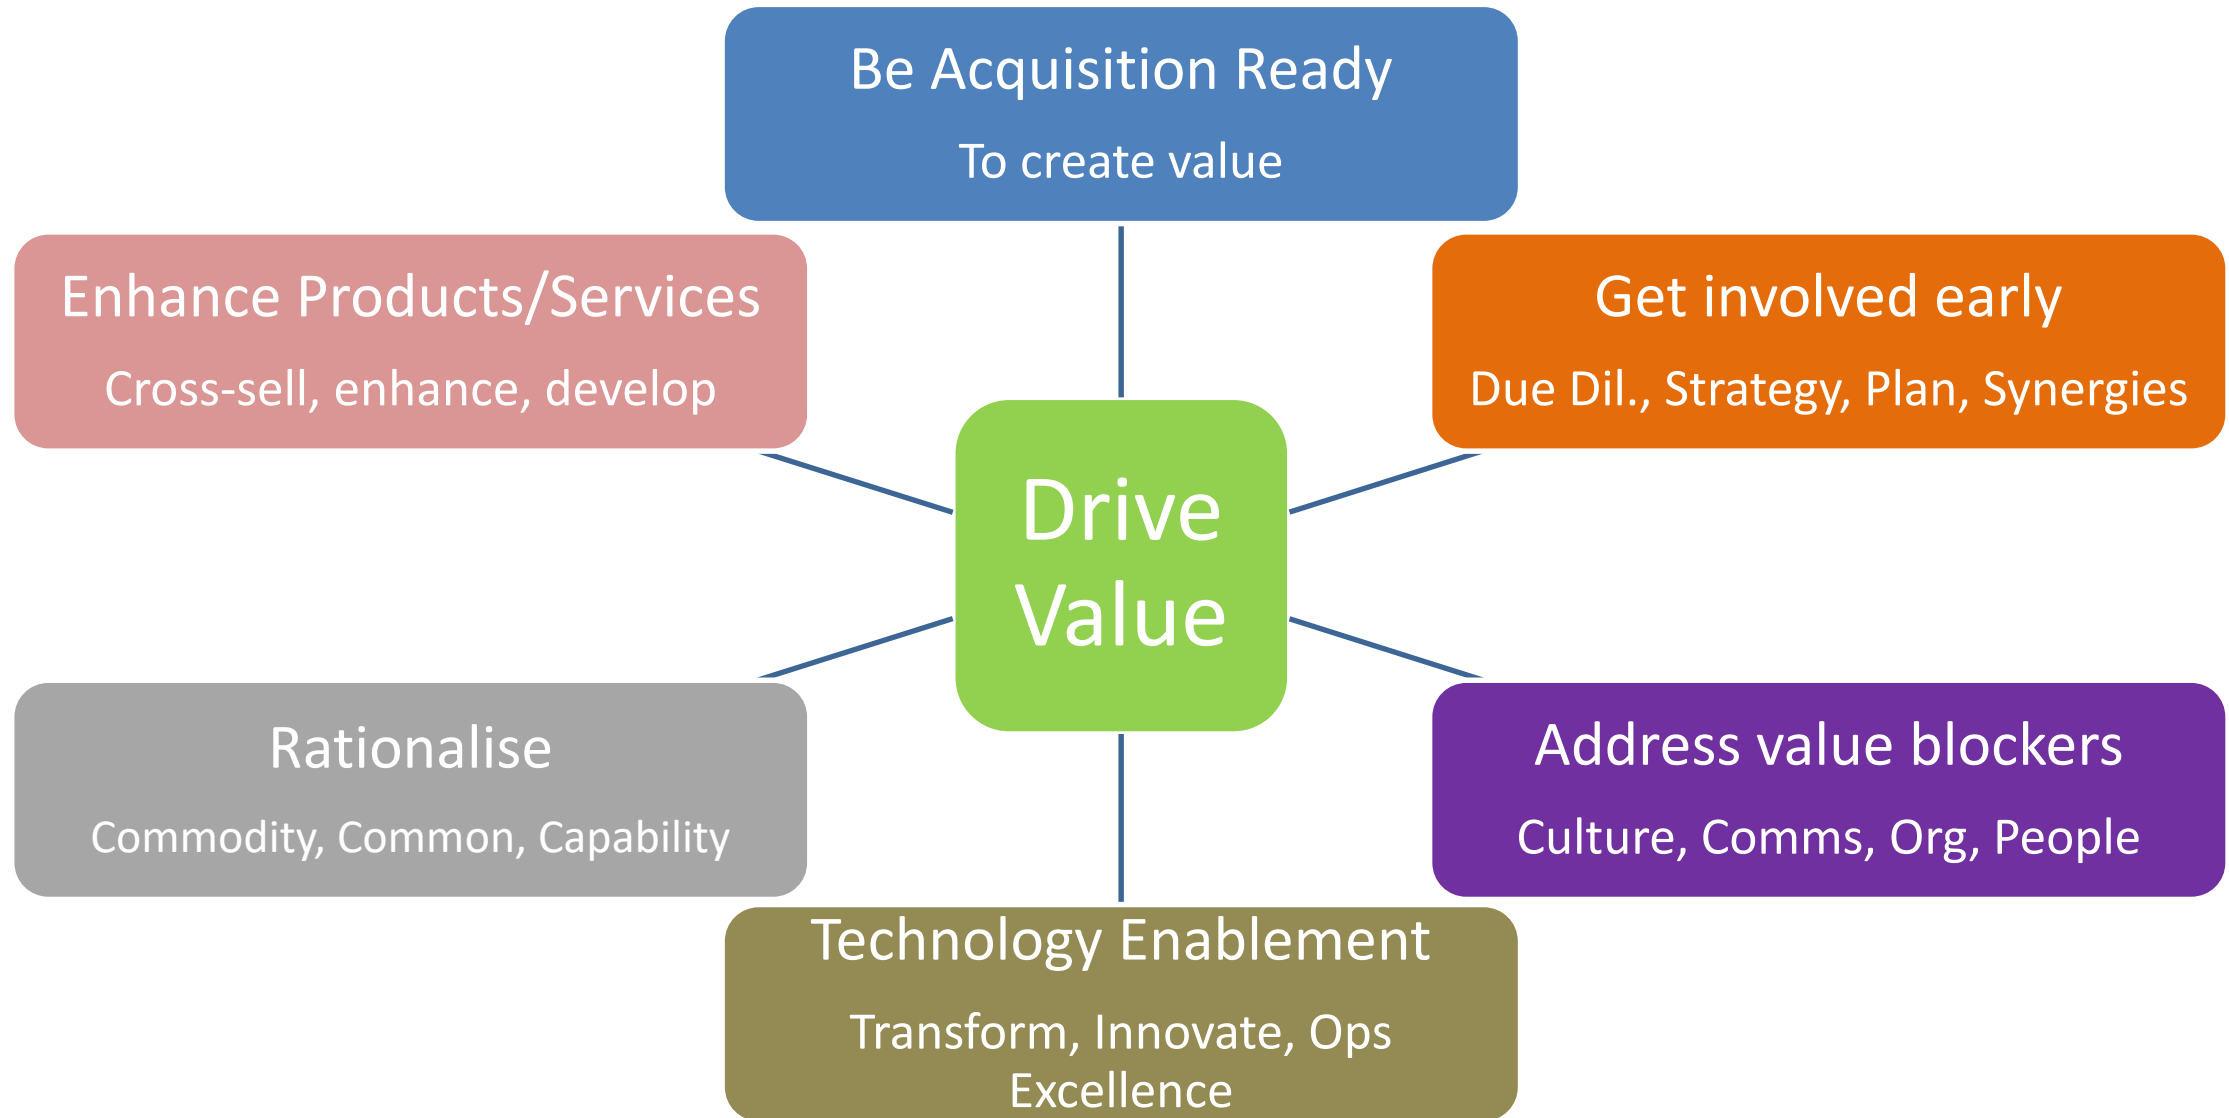 Be Acquisition Ready
To create value
Enhance Products/Services
Cross-sell, enhance, develop
Get involved early
Due Dil., Strategy, Plan, Synergies
Drive
Value
Rationalise
Commodity, Common, Capability
Address value blockers
Culture, Comms, Org, People
Technology Enablement
Transform, Innovate, Ops
Excellence